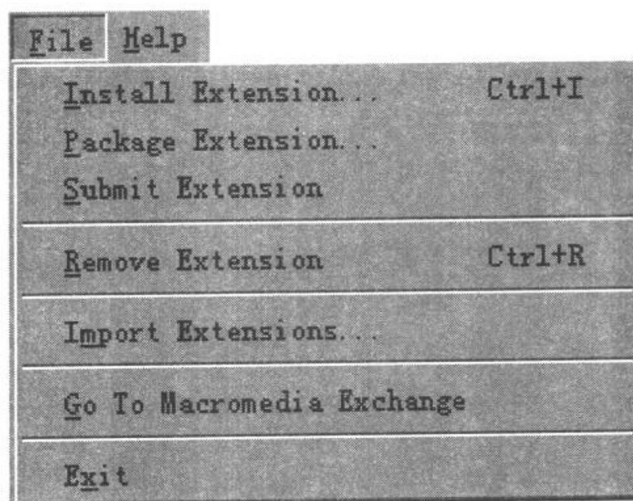 File Help
Install Extension... Ctrl+I
Package Extension...
Submit Extension
Remove Extension Ctrl+R
Import Extensions...
Go To Macromedia Exchange
Exit